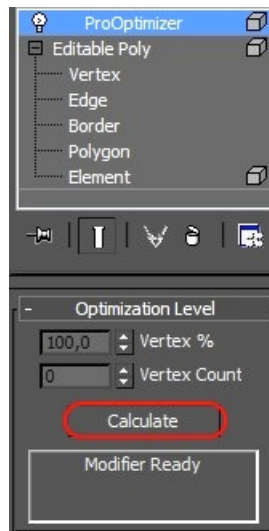 ProOptimizer
Editable Poly
Vertex
Edge
Border
Polygon
Element
- Optimization Level
100,0 Vertex %
0 Vertex Count
Calculate
Modifier Ready